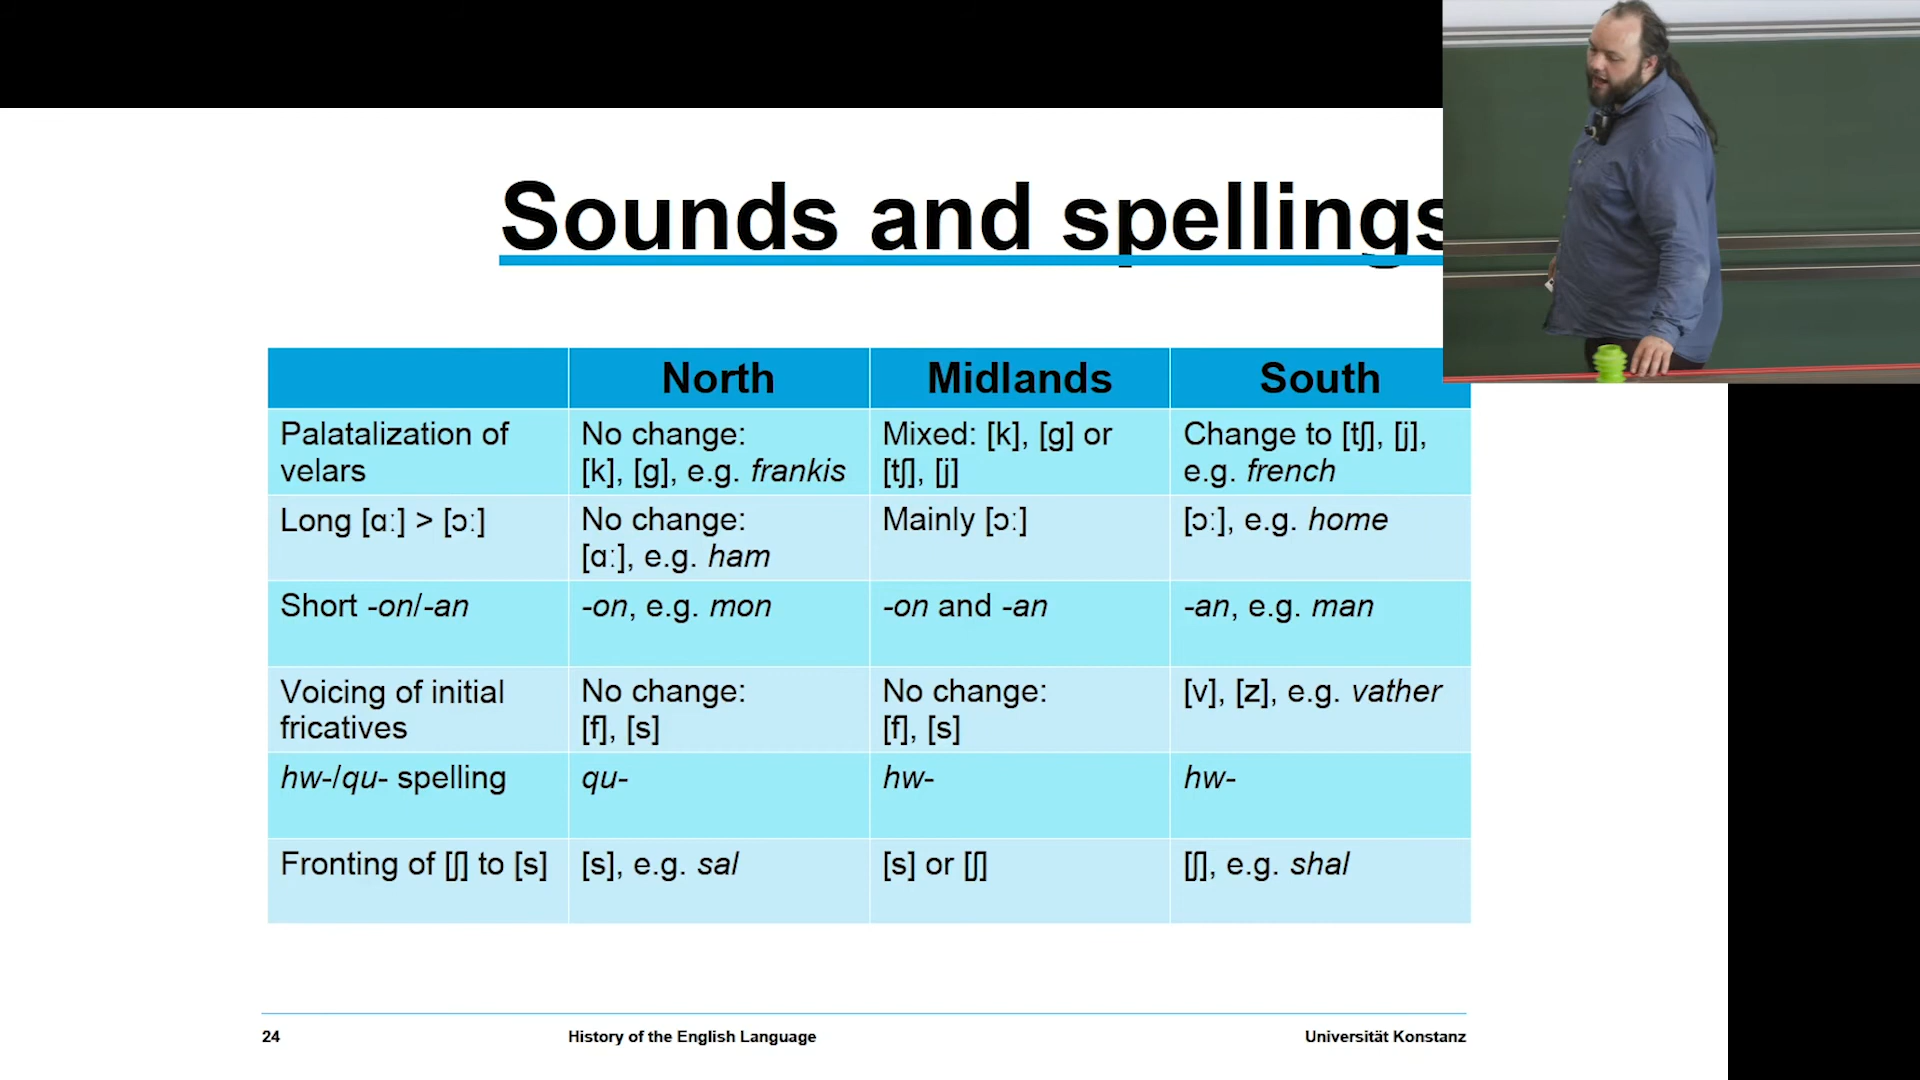 Sounds and spellings
North Midlands South
Palatalization of velars
No change:
[k], [g], e.g. frankis
Mixed: [k], [g] or
[tʃ], [j]
Change to [tʃ], [j],
e.g. french
Long [ɑː] > [ɔː]
No change:
[ɑː], e.g. ham
Mainly [ɔː]
[ɔː], e.g. home
Short -on/-an
-on, e.g. mon
-on and -an
-an, e.g. man
Voicing of initial
fricatives
No change:
[f], [s]
No change:
[f], [s]
[v], [z], e.g. vather
hw-/qu- spelling
qu-
hw-
hw-
Fronting of [ʃ] to [s]
[s], e.g. sal
[s] or [ʃ]
[ʃ], e.g. shal
24 History of the English Language Universität Konstanz